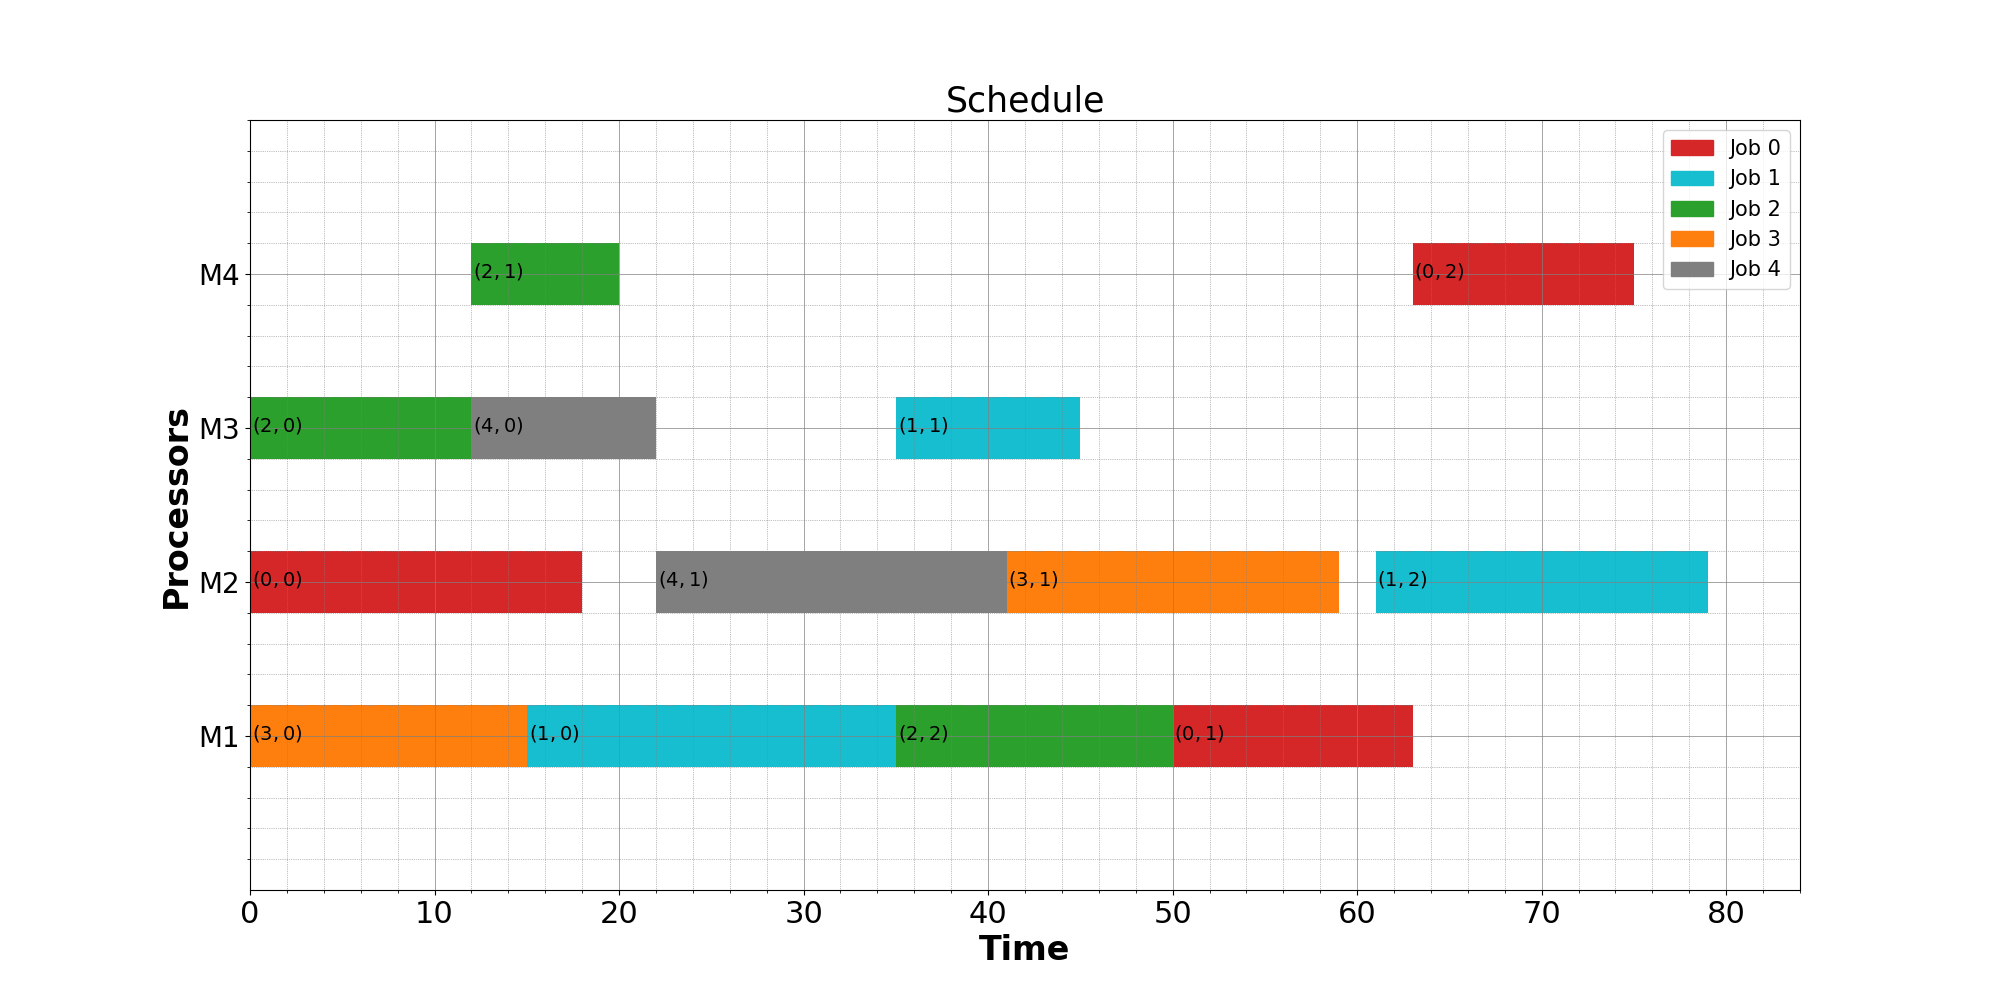 Schedule
Job 0
Job 1
Job 2
Job 3
Job 4
M4
(2, 1)
(0, 2)
M3
(2, 0)
(4, 0)
(1, 1)
M2
(0, 0)
(4, 1)
(3, 1)
(1, 2)
M1
(3, 0)
(1, 0)
(2, 2)
(0, 1)
Processors
0 10 20 30 40 50 60 70 80
Time